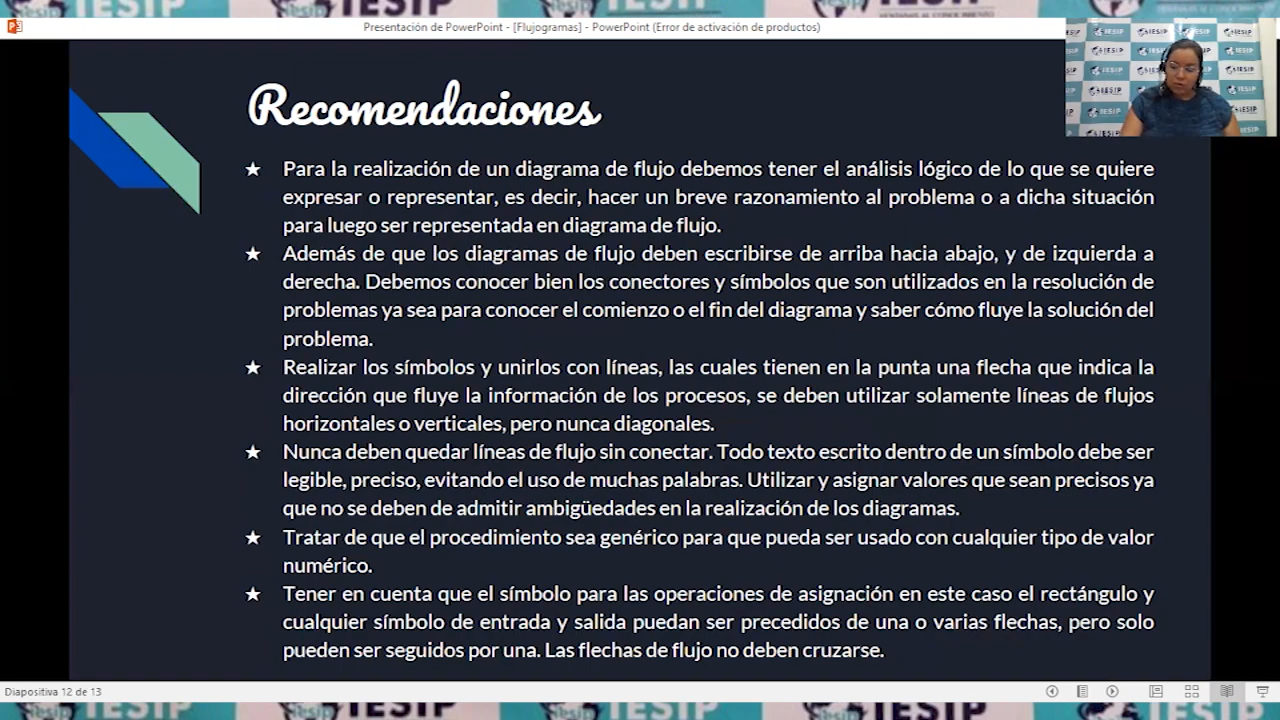 Presentación de PowerPoint - [Flujogramas] - PowerPoint (Error de activación de productos)
Recomendaciones
★ Para la realización de un diagrama de flujo debemos tener el análisis lógico de lo que se quiere
expresar o representar, es decir, hacer un breve razonamiento al problema o a dicha situación
para luego ser representada en diagrama de flujo.
★ Además de que los diagramas de flujo deben escribirse de arriba hacia abajo, y de izquierda a
derecha. Debemos conocer bien los conectores y símbolos que son utilizados en la resolución de
problemas ya sea para conocer el comienzo o el fin del diagrama y saber cómo fluye la solución del
problema.
★ Realizar los símbolos y unirlos con líneas, las cuales tienen en la punta una flecha que indica la
dirección que fluye la información de los procesos, se deben utilizar solamente líneas de flujos
horizontales o verticales, pero nunca diagonales.
★ Nunca deben quedar líneas de flujo sin conectar. Todo texto escrito dentro de un símbolo debe ser
legible, preciso, evitando el uso de muchas palabras. Utilizar y asignar valores que sean precisos ya
que no se deben de admitir ambigüedades en la realización de los diagramas.
★ Tratar de que el procedimiento sea genérico para que pueda ser usado con cualquier tipo de valor
numérico.
★ Tener en cuenta que el símbolo para las operaciones de asignación en este caso el rectángulo y
cualquier símbolo de entrada y salida puedan ser precedidos de una o varias flechas, pero solo
pueden ser seguidos por una. Las flechas de flujo no deben cruzarse.
Diapositiva 12 de 13